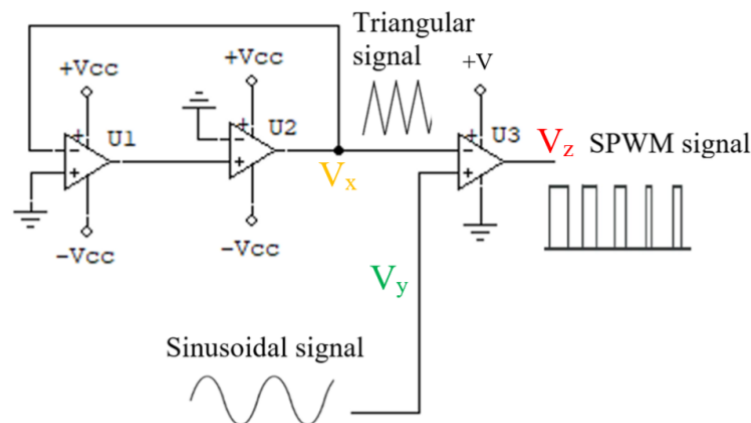 Triangular
signal
+Vcc
+Vcc
+V
U1
U2
U3
-
+
-
+
-
+
+
+
+
-
-
Vx
Vz
SPWM signal
-Vcc
-Vcc
Vy
Sinusoidal signal